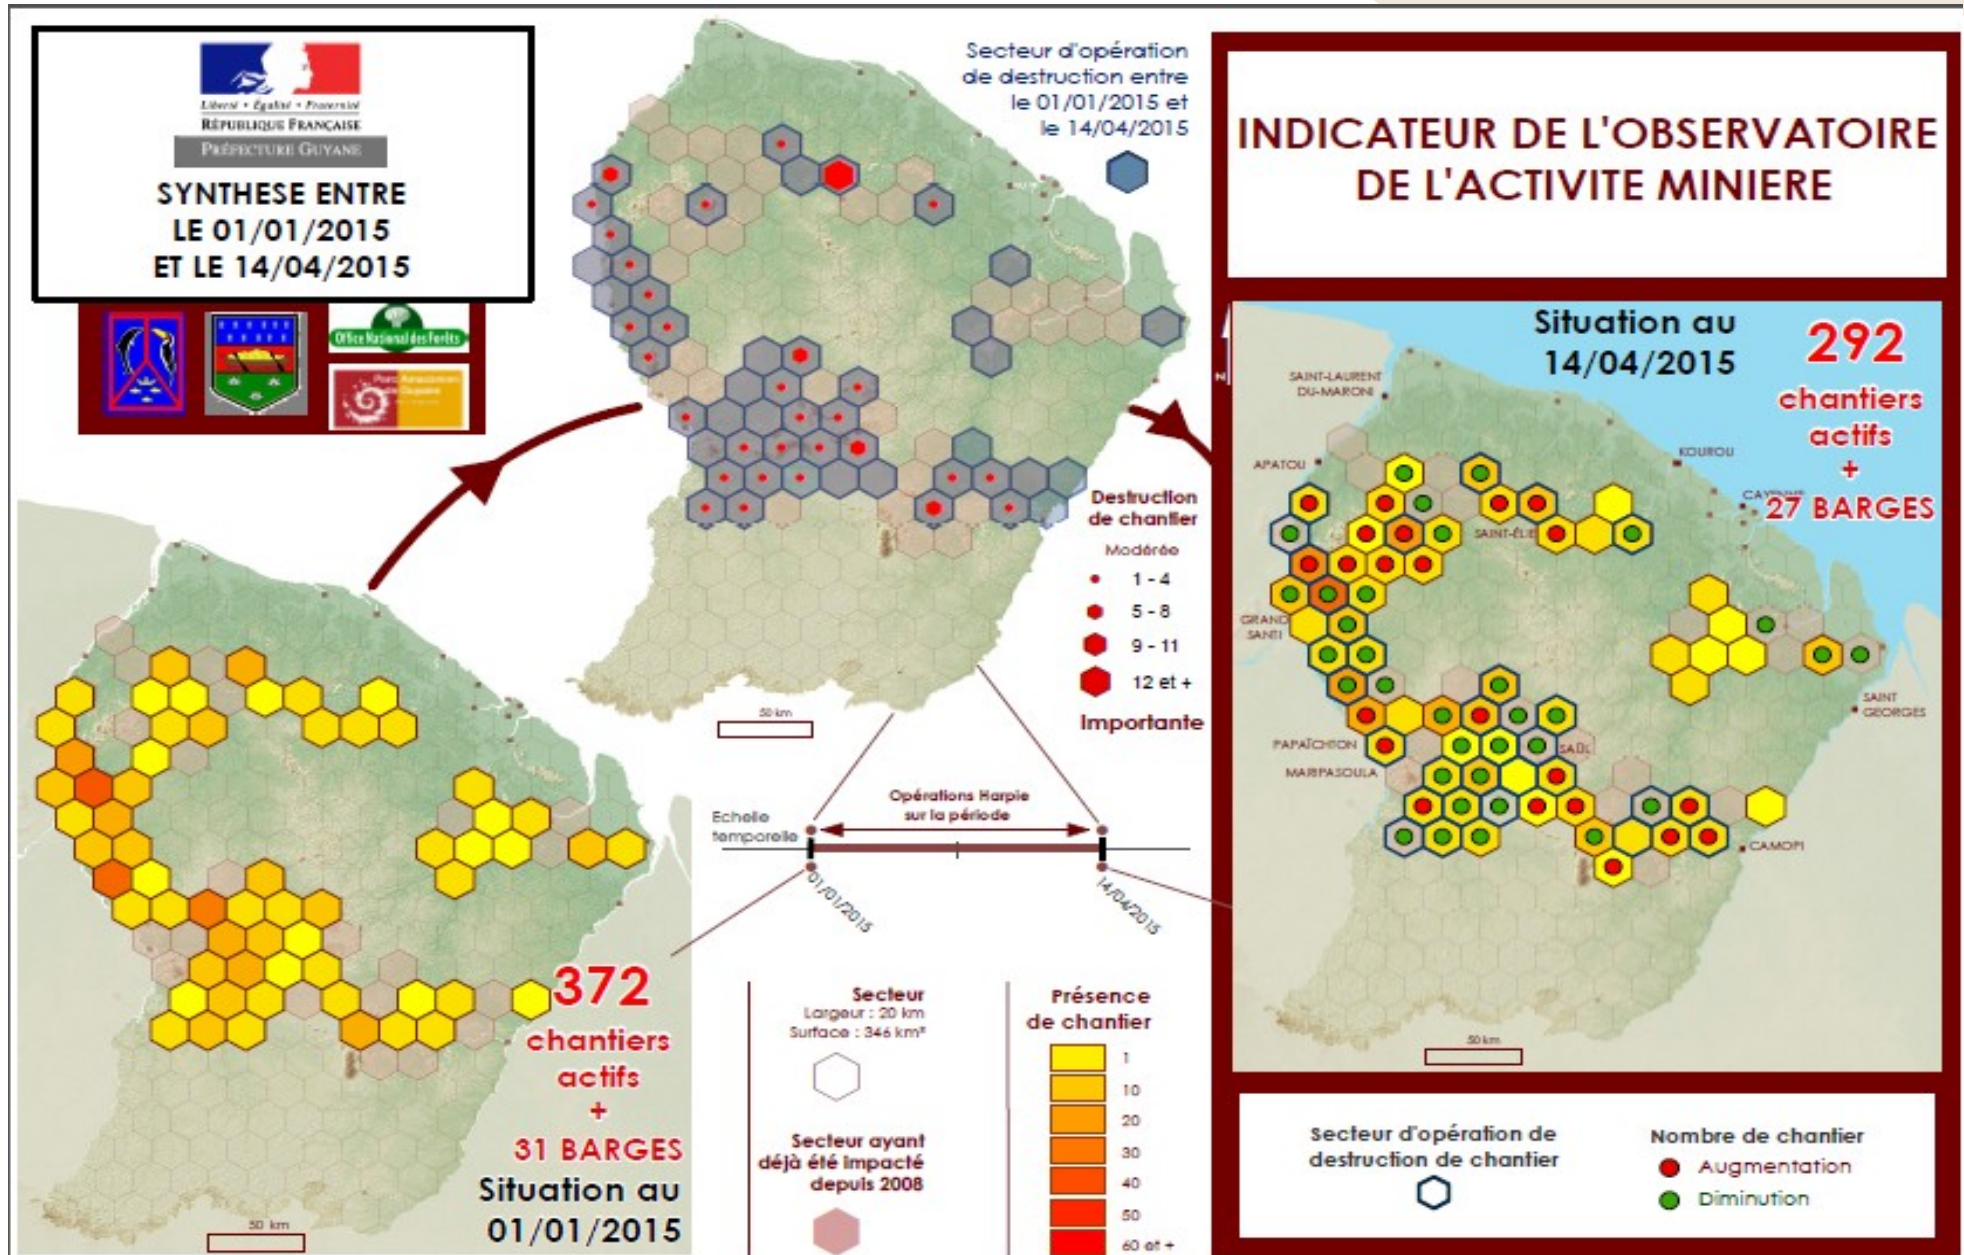 Liberté • Égalité • Fraternité
RÉPUBLIQUE FRANÇAISE
PRÉFECTURE GUYANE
SYNTHESE ENTRE
LE 01/01/2015
ET LE 14/04/2015
Office National des Forêts
Secteur d'opération
de destruction entre
le 01/01/2015 et
le 14/04/2015
Destruction
de chantier
Modérée
1 - 4
5 - 8
9 - 11
12 et +
Importante
50 km
INDICATEUR DE L'OBSERVATOIRE
DE L'ACTIVITE MINIERE
Situation au
14/04/2015
292
chantiers
actifs
+
27 BARGES
N
SAINT-LAURENT
DU-MARONI
APATOU
KOUROU
SAINT-ÉLIE
GRAND
SANTI
SAINT
GEORGES
PAPAÏCHTON
SAÜL
MARIPASOULA
CAMOPI
50 km
Secteur d'opération de
destruction de chantier
Nombre de chantier
Augmentation
Diminution
Echelle
temporelle
Opérations Harpie
sur la période
01/01/2015
14/04/2015
372
chantiers
actifs
+
31 BARGES
Situation au
01/01/2015
50 km
Secteur
Largeur : 20 km
Surface : 346 km²
Secteur ayant
déjà été impacté
depuis 2008
Présence
de chantier
1
10
20
30
40
50
60 et +